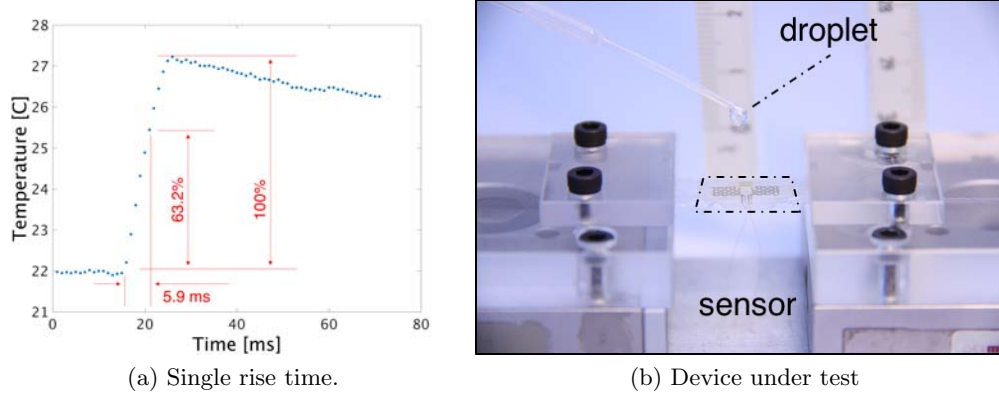 28
27
26
25
24
23
22
21
0
20
40
60
80
Temperature [C]
Time [ms]
63.2%
100%
5.9 ms
droplet
sensor
(a) Single rise time.
(b) Device under test